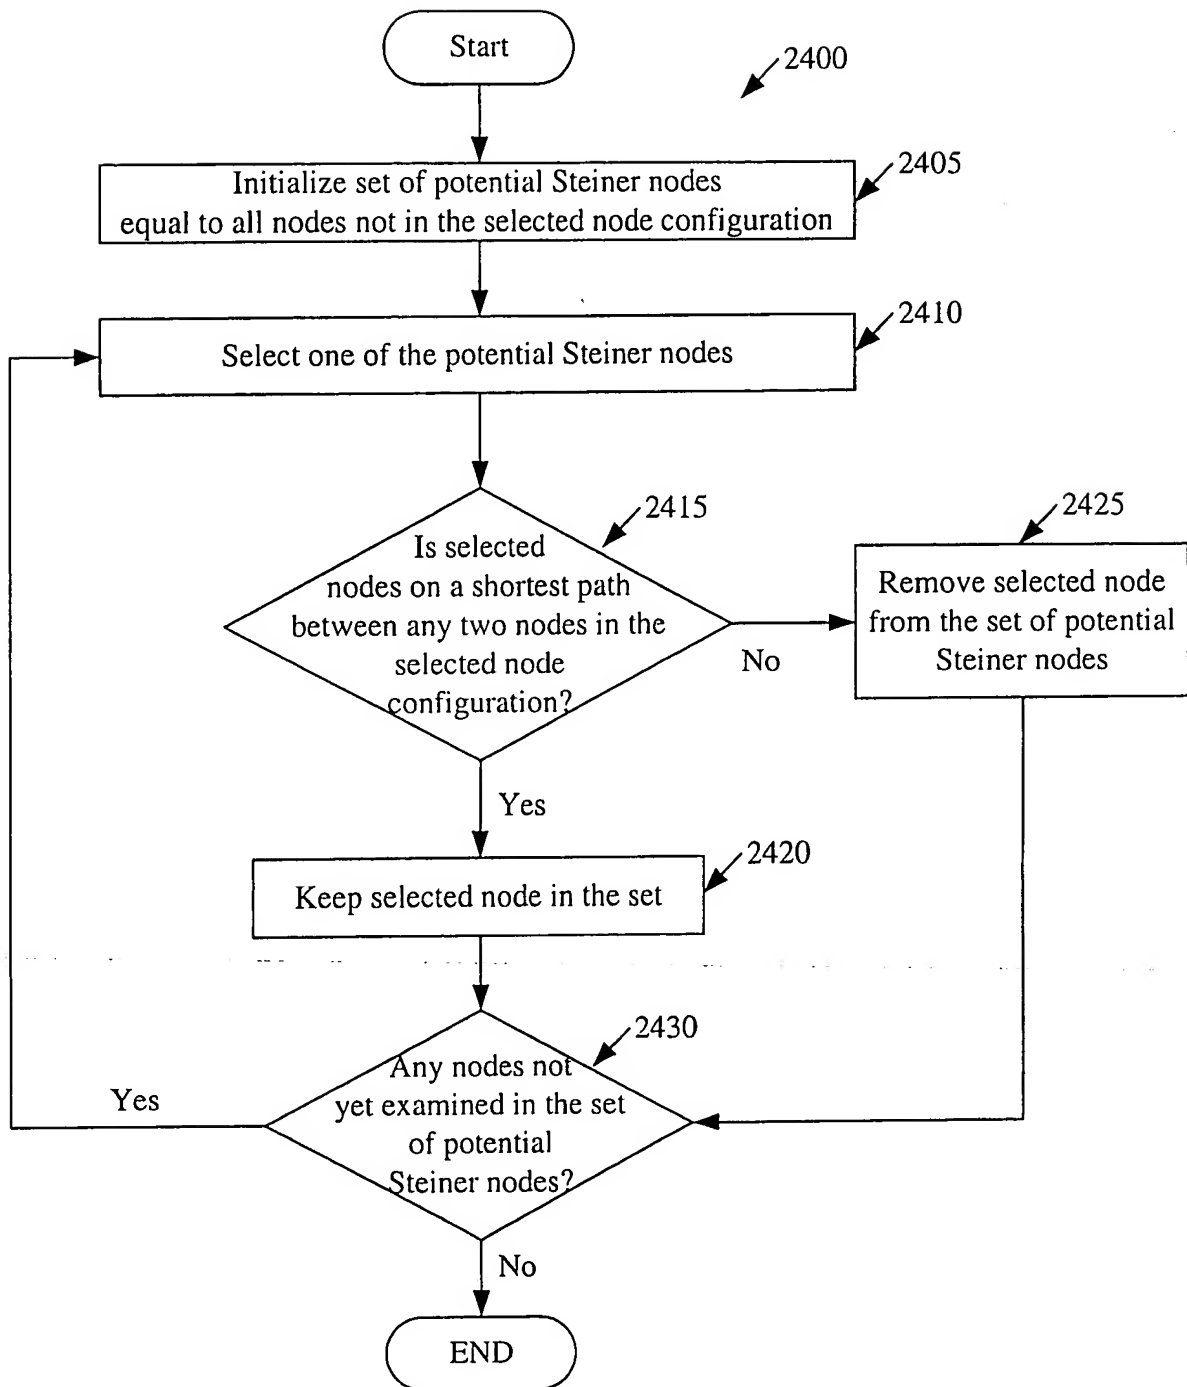 Start
2400
2405
Initialize set of potential Steiner nodes
equal to all nodes not in the selected node configuration
2410
Select one of the potential Steiner nodes
2415
Is selected
nodes on a shortest path
between any two nodes in the
selected node
configuration?
No
2425
Remove selected node
from the set of potential
Steiner nodes
Yes
2420
Keep selected node in the set
2430
Any nodes not
yet examined in the set
of potential
Steiner nodes?
Yes
No
END